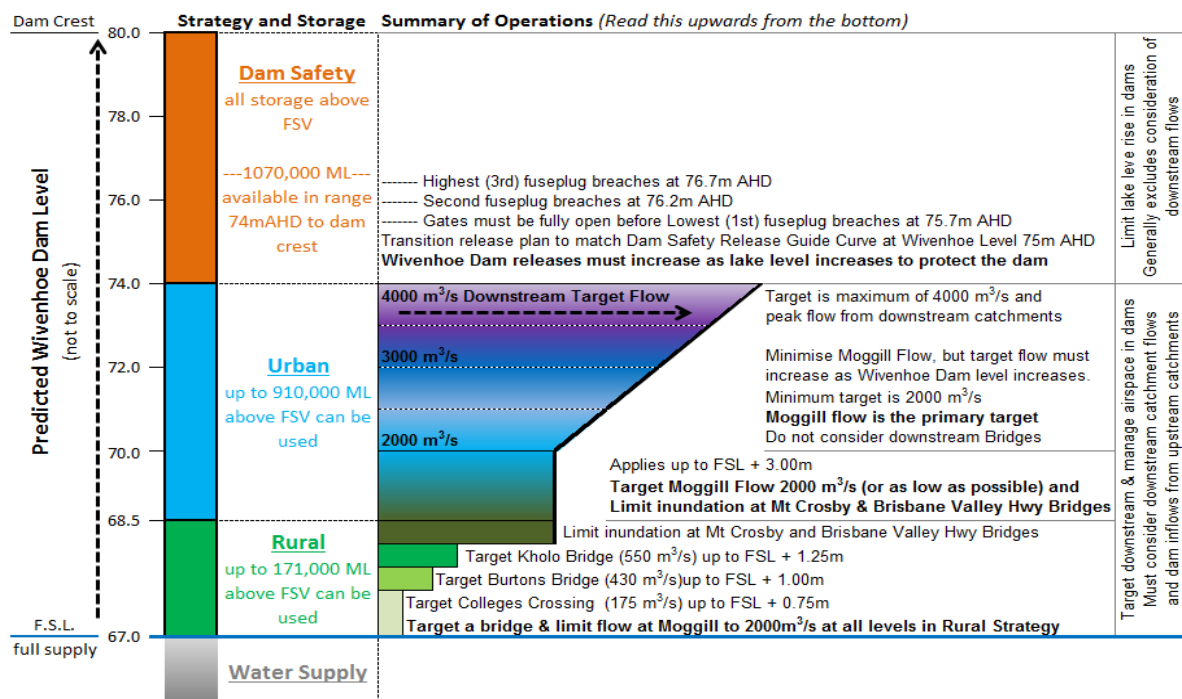 Dam Crest
Strategy and Storage
Summary of Operations (Read this upwards from the bottom)
80.0
78.0
76.0
74.0
72.0
70.0
68.5
67.0
Predicted Wivenhoe Dam Level
(not to scale)
F.S.L.
full supply
Dam Safety
all storage above
FSV
---1070,000 ML---
available in range
74mAHD to dam
crest
------- Highest (3rd) fuseplug breaches at 76.7m AHD
------- Second fuseplug breaches at 76.2m AHD
------- Gates must be fully open before Lowest (1st) fuseplug breaches at 75.7m AHD
Transition release plan to match Dam Safety Release Guide Curve at Wivenhoe Level 75m AHD
Wivenhoe Dam releases must increase as lake level increases to protect the dam
Limit lake leve rise in dams
Generally excludes consideration of
downstream flows
Urban
up to 910,000 ML
above FSV can be
used
4000 m³/s Downstream Target Flow
3000 m³/s
2000 m³/s
Target is maximum of 4000 m³/s and
peak flow from downstream catchments
Minimise Moggill Flow, but target flow must
increase as Wivenhoe Dam level increases.
Minimum target is 2000 m³/s
Moggill flow is the primary target
Do not consider downstream Bridges
Applies up to FSL + 3.00m
Target Moggill Flow 2000 m³/s (or as low as possible) and
Limit inundation at Mt Crosby & Brisbane Valley Hwy Bridges
Target downstream & manage airspace in dams
Must consider downstream catchment flows
and dam inflows from upstream catchments
Rural
up to 171,000 ML
above FSV can be
used
Limit inundation at Mt Crosby and Brisbane Valley Hwy Bridges
Target Kholo Bridge (550 m³/s) up to FSL + 1.25m
Target Burtons Bridge (430 m³/s)up to FSL + 1.00m
Target Colleges Crossing (175 m³/s) up to FSL + 0.75m
Target a bridge & limit flow at Moggill to 2000m³/s at all levels in Rural Strategy
Water Supply